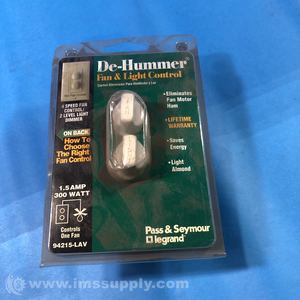 De-Hummer
Fan & Light Control
4 SPEED FAN
CONTROL/
2 LEVEL LIGHT
DIMMER
• Eliminates
Fan Motor
Hum
• LIFETIME
WARRANTY
• Saves
Energy
• Light
Almond
ON BACK
How To
Choose
The Right
Fan Control
1.5 AMP
300 WATT
Controls
One Fan
94215-LAV
Pass & Seymour
legrand
© www.imssupply.com